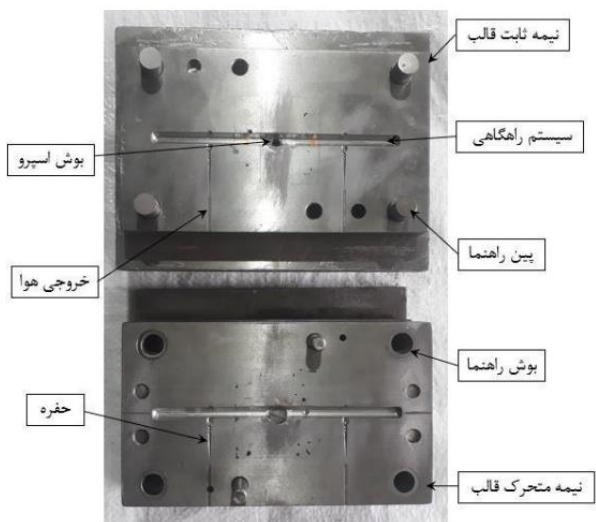 نیمه ثابت قالب
سیستم راهگاهی
بوش اسپرو
پین راهنما
خروجی هوا
بوش راهنما
حفره
نیمه متحرک قالب